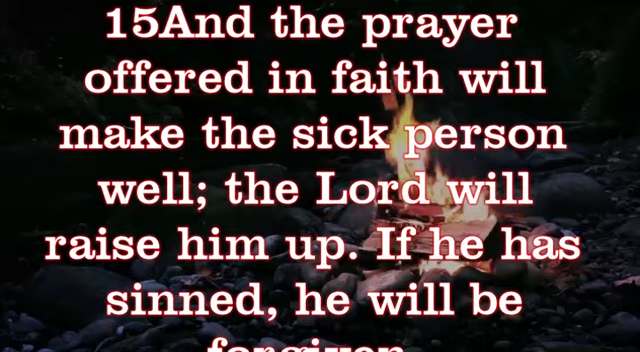 15And the prayer
offered in faith will
make the sick person
well; the Lord will
raise him up. If he has
sinned, he will be
forgiven.